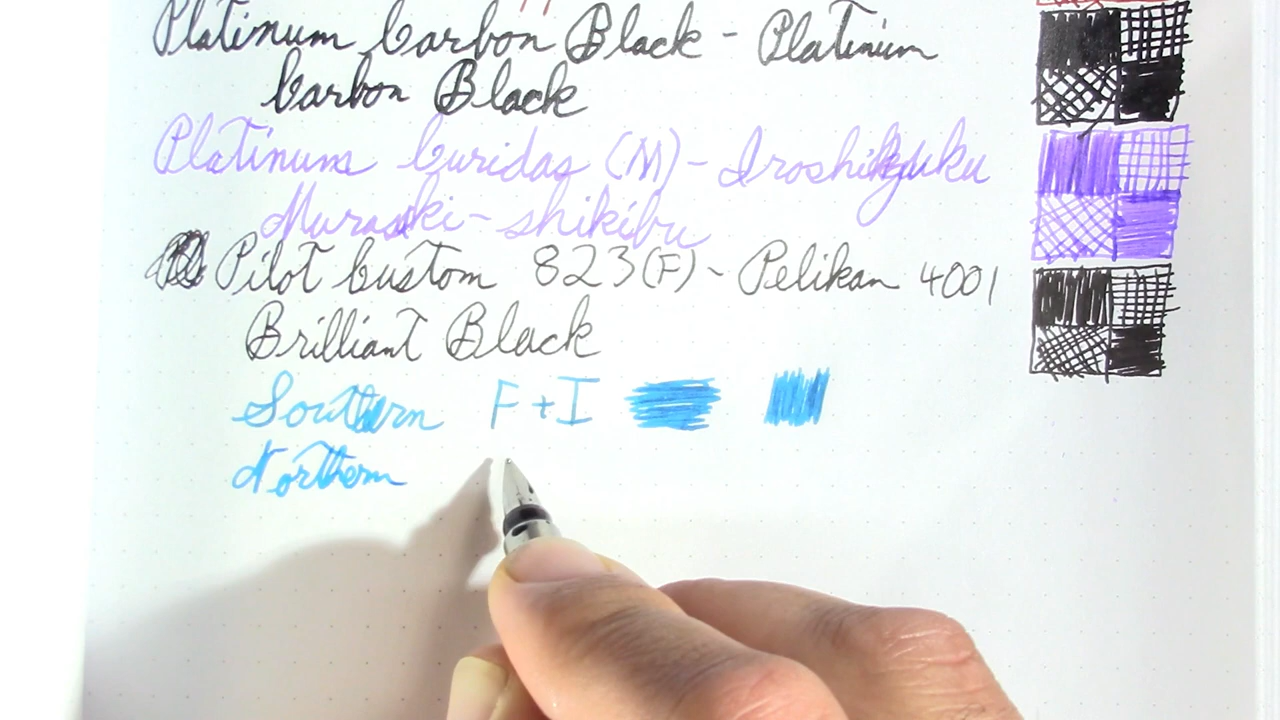 Platinum Carbon Black - Platinum
Carbon Black
Platinum Curidas (M) - Iroshizuku
Murasaki-shikibu
Pilot Custom 823 (F) - Pelikan 4001
Brilliant Black
Southern F + I
Northern